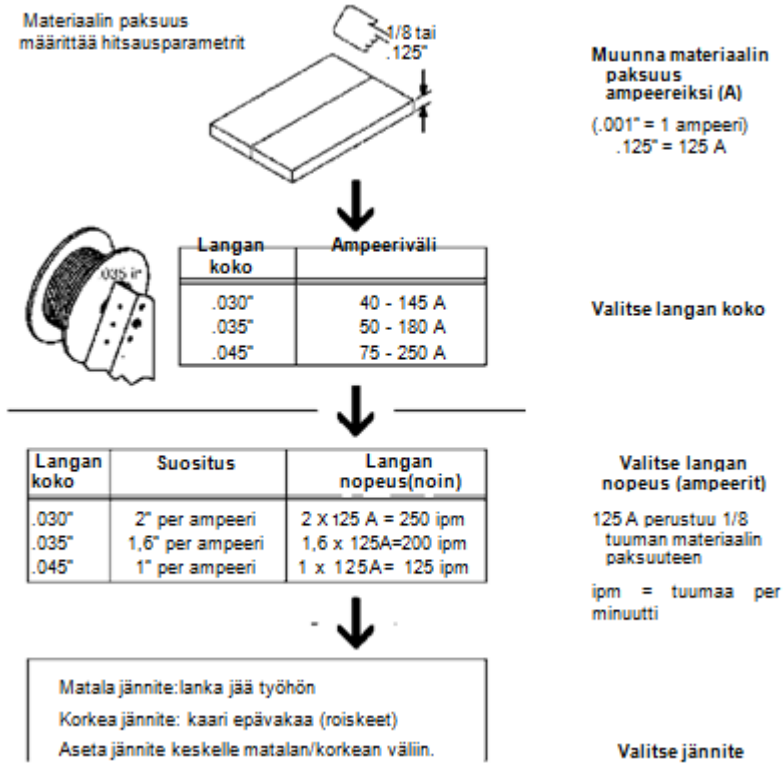 Materiaalin paksuus
määrittää hitsausparametrit
1/8 tai
.125"
Muunna materiaalin
paksuus
ampeereiksi (A)
(.001" = 1 ampeeri)
.125" = 125 A
.035 in
Langan koko
Ampeeriväli
.030" 40 - 145 A
.035" 50 - 180 A
.045" 75 - 250 A
Valitse langan koko
Langan koko
Suositus
Langan nopeus(noin)
.030" 2" per ampeeri 2 X 125 A = 250 ipm
.035" 1,6" per ampeeri 1,6 x 125A=200 ipm
.045" 1" per ampeeri 1 x 125A= 125 ipm
Valitse langan
nopeus (ampeerit)
125 A perustuu 1/8
tuuman materiaalin
paksuuteen
ipm = tuumaa per
minuutti
Matala jännite:lanka jää työhön
Korkea jännite: kaari epävakaa (roiskeet)
Aseta jännite keskelle matalan/korkean väliin.
Valitse jännite